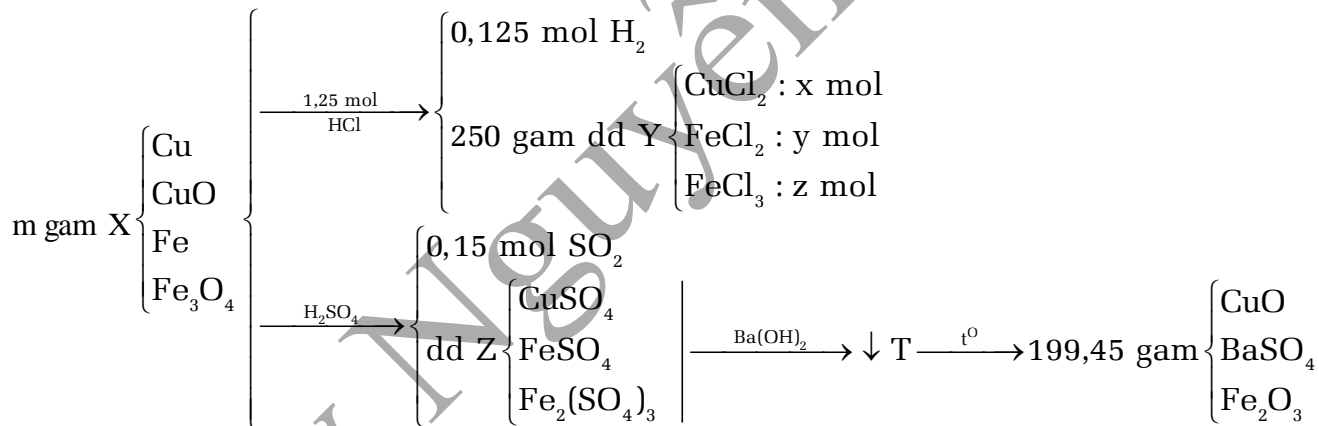 0,125 mol H₂
1,25 mol
HCl
250 gam dd Y
CuCl₂ : x mol
FeCl₂ : y mol
FeCl₃ : z mol
m gam X
Cu
CuO
Fe
Fe₃O₄
H₂SO₄
0,15 mol SO₂
dd Z
CuSO₄
FeSO₄
Fe₂(SO₄)₃
Ba(OH)₂
↓ T
t⁰
199,45 gam
CuO
BaSO₄
Fe₂O₃
Nguyễn